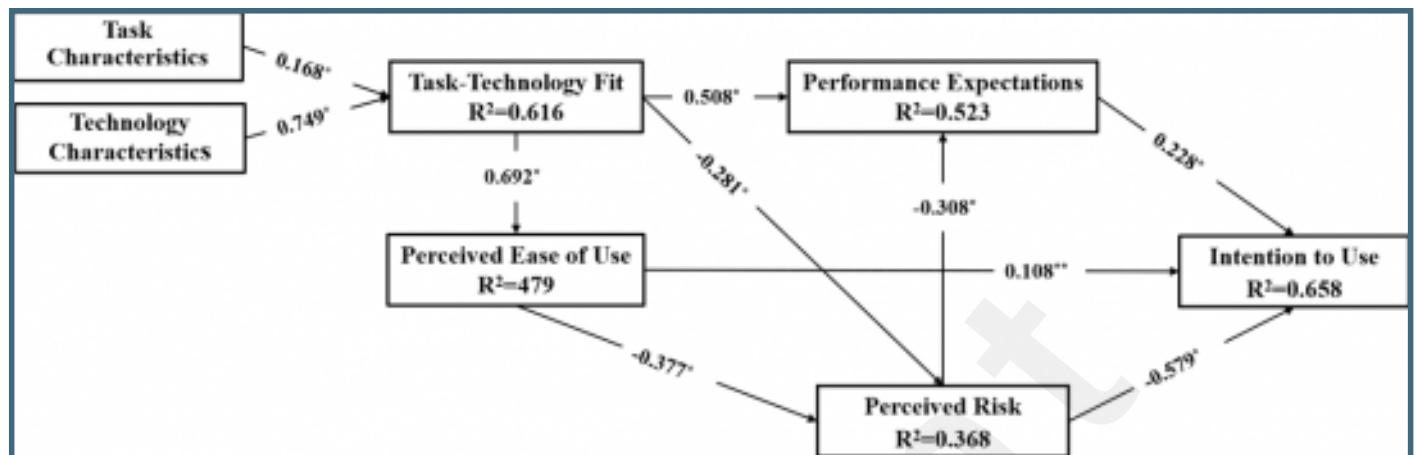 Task
Characteristics
0.168*
Task-Technology Fit
R²=0.616
0.508*
Performance Expectations
R²=0.523
Technology
Characteristics
0.749*
0.228*
0.692*
-0.281*
-0.308*
Perceived Ease of Use
R²=479
0.108**
Intention to Use
R²=0.658
-0.377*
-0.579*
Perceived Risk
R²=0.368